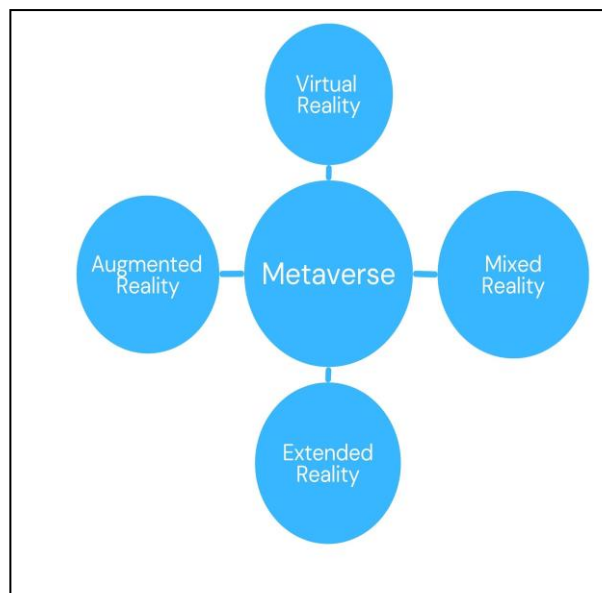 Virtual
Reality
Augmented
Reality
Metaverse
Mixed
Reality
Extended
Reality